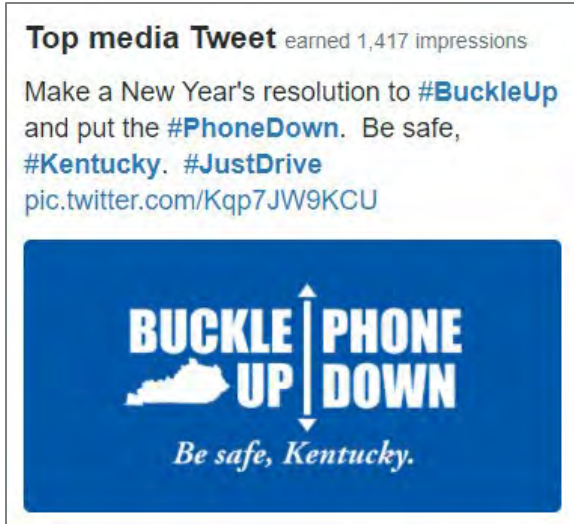 Top media Tweet earned 1,417 impressions
Make a New Year's resolution to #BuckleUp
and put the #PhoneDown.  Be safe,
#Kentucky.  #JustDrive
pic.twitter.com/Kqp7JW9KCU
BUCKLE PHONE
UP DOWN
Be safe, Kentucky.